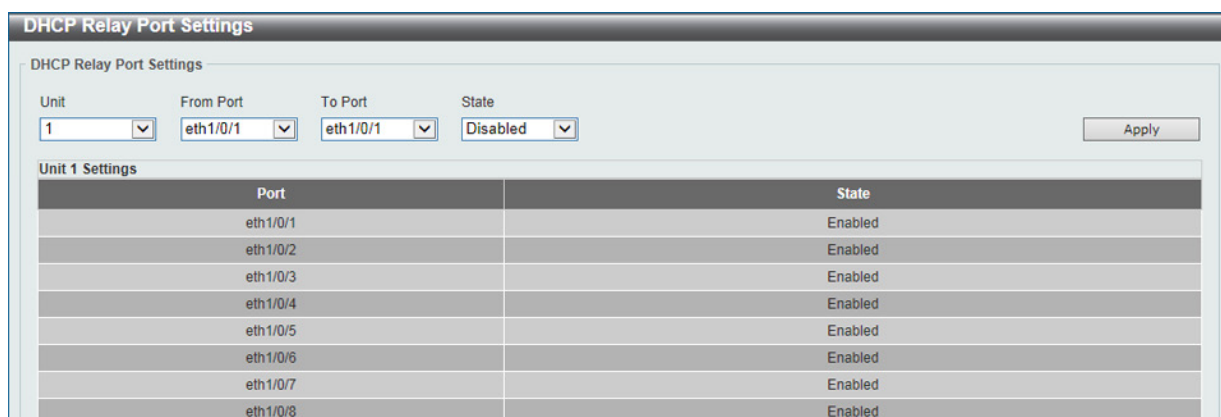 DHCP Relay Port Settings
DHCP Relay Port Settings
Unit From Port To Port State
1 eth1/0/1 eth1/0/1 Disabled Apply
Unit 1 Settings
Port State
eth1/0/1 Enabled
eth1/0/2 Enabled
eth1/0/3 Enabled
eth1/0/4 Enabled
eth1/0/5 Enabled
eth1/0/6 Enabled
eth1/0/7 Enabled
eth1/0/8 Enabled